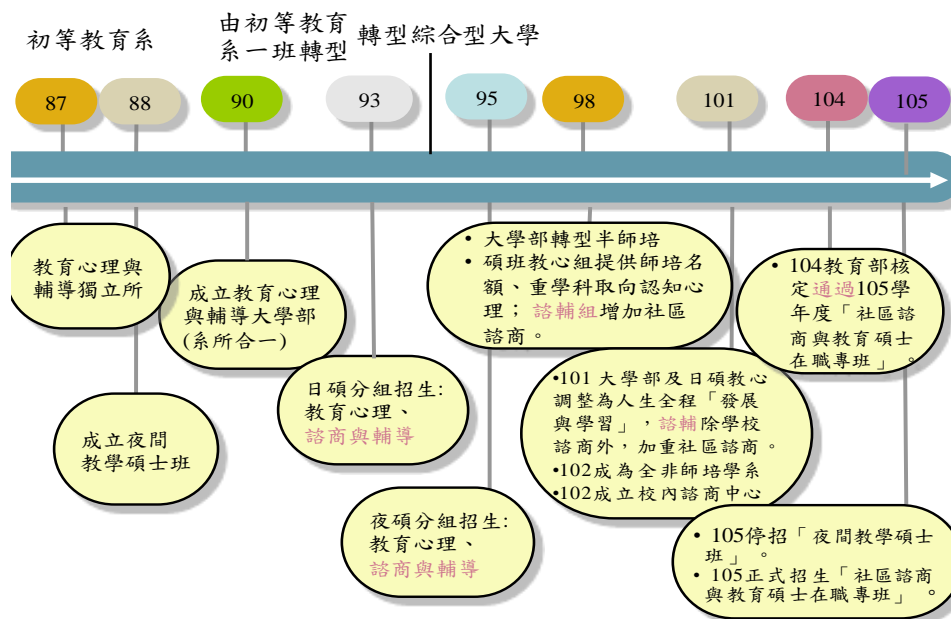 初等教育系
由初等教育
系一班轉型
轉型綜合型大學
87
88
90
93
95
98
101
104
105
教育心理與
輔導獨立所
成立夜間
教學碩士班
成立教育心理
與輔導大學部
(系所合一)
日碩分組招生:
教育心理、
諮商與輔導
夜碩分組招生:
教育心理、
諮商與輔導
• 大學部轉型半師培
• 碩班教心組提供師培名
額、重學科取向認知心
理；諮輔組增加社區
諮商。
•101 大學部及日碩教心
調整為人生全程「發展
與學習」，諮輔除學校
諮商外，加重社區諮商。
•102成為全非師培學系
•102成立校內諮商中心
• 104教育部核
定通過105學
年度「社區諮
商與教育碩士
在職專班」。
• 105停招「夜間教學碩士
班」。
• 105正式招生「社區諮商
與教育碩士在職專班」。